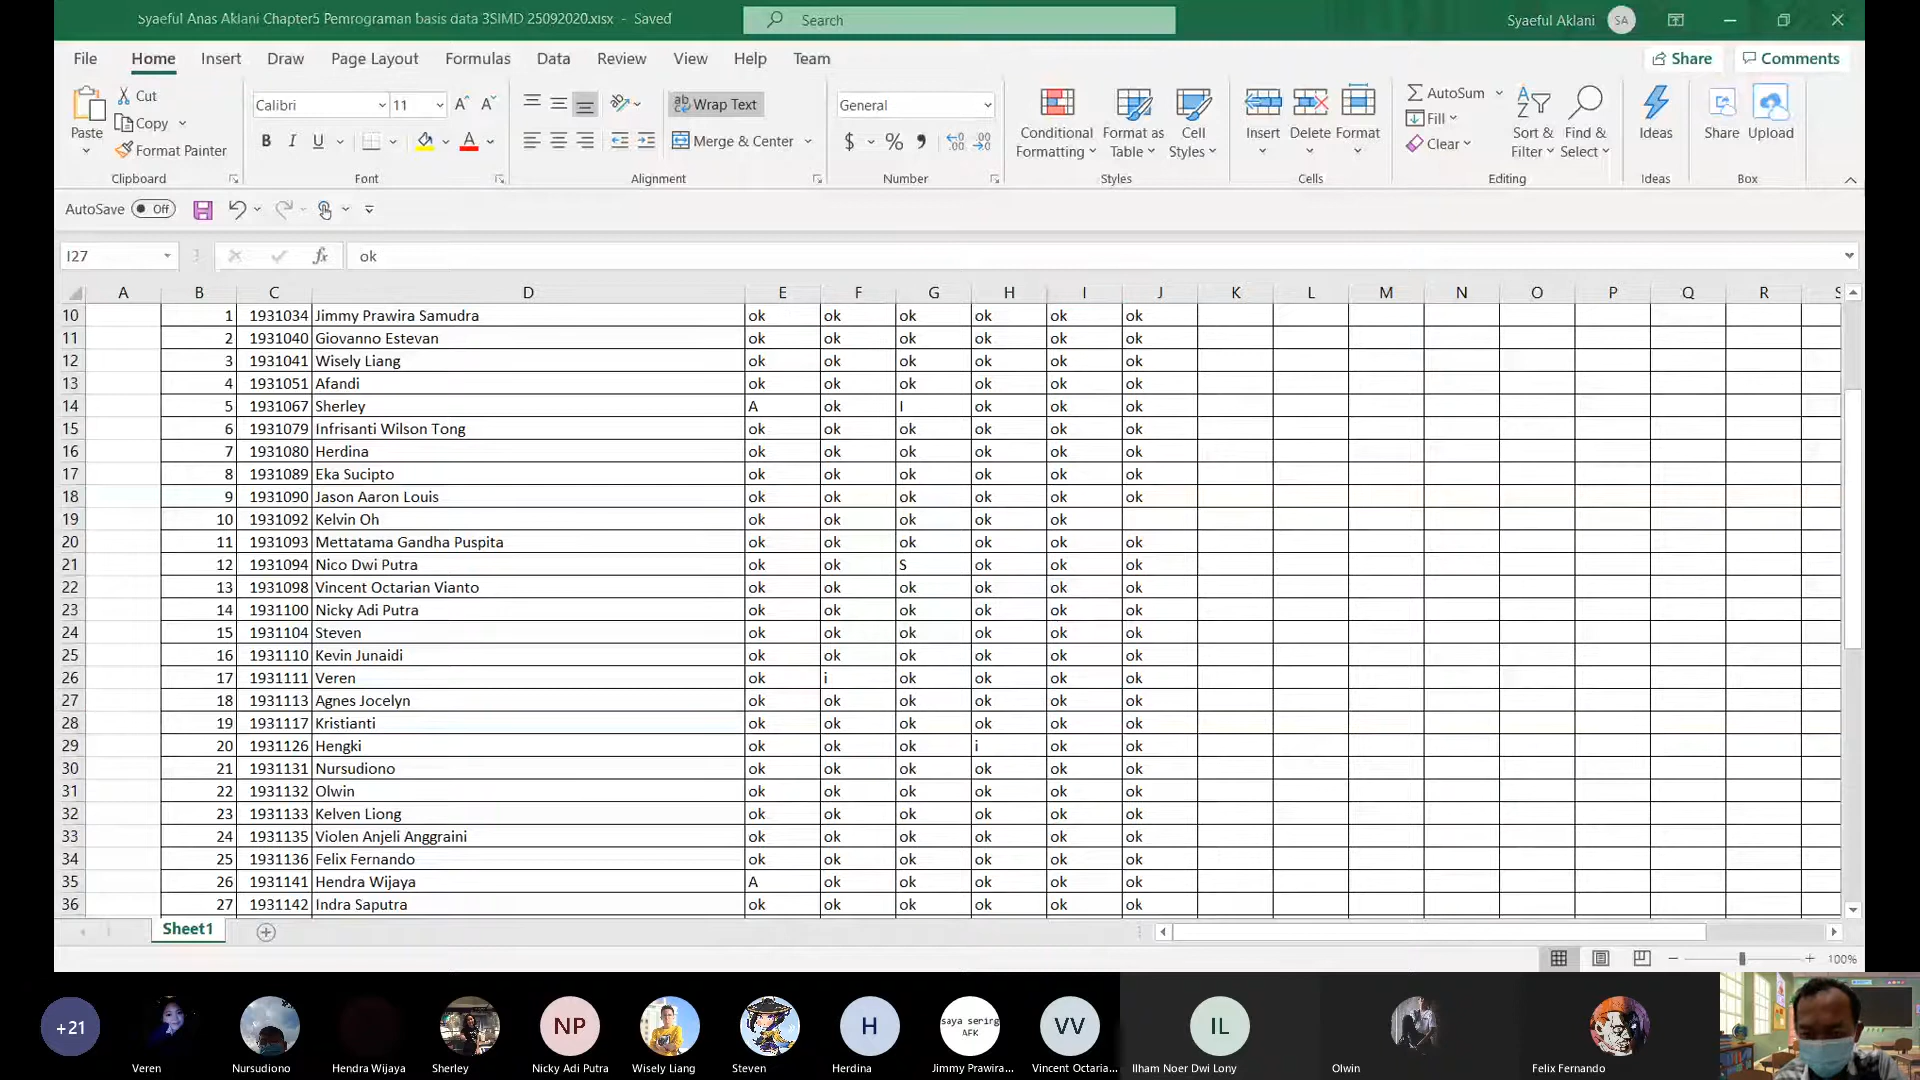 Syaeful Anas Aklani Chapter5 Pemrograman basis data 3SIMD 25092020.xlsx - Saved
Search
Syaeful Aklani
SA
File Home Insert Draw Page Layout Formulas Data Review View Help Team
Share Comments
Paste
Cut
Copy
Format Painter
Calibri 11
B I U
Wrap Text
Merge & Center
General
$ %
Conditional Formatting
Format as Table
Cell Styles
Insert Delete Format
AutoSum
Fill
Clear
Sort & Filter
Find & Select
Ideas
Share Upload
Clipboard Font Alignment Number Styles Cells Editing Ideas Box
AutoSave Off
I27 fx ok
A B C D E F G H I J K L M N O P Q R S
10 1 1931034 Jimmy Prawira Samudra ok ok ok ok ok ok
11 2 1931040 Giovanno Estevan ok ok ok ok ok ok
12 3 1931041 Wisely Liang ok ok ok ok ok ok
13 4 1931051 Afandi ok ok ok ok ok ok
14 5 1931067 Sherley A ok I ok ok ok
15 6 1931079 Infrisanti Wilson Tong ok ok ok ok ok ok
16 7 1931080 Herdina ok ok ok ok ok ok
17 8 1931089 Eka Sucipto ok ok ok ok ok ok
18 9 1931090 Jason Aaron Louis ok ok ok ok ok ok
19 10 1931092 Kelvin Oh ok ok ok ok ok
20 11 1931093 Mettatama Gandha Puspita ok ok ok ok ok ok
21 12 1931094 Nico Dwi Putra ok ok S ok ok ok
22 13 1931098 Vincent Octarian Vianto ok ok ok ok ok ok
23 14 1931100 Nicky Adi Putra ok ok ok ok ok ok
24 15 1931104 Steven ok ok ok ok ok ok
25 16 1931110 Kevin Junaidi ok ok ok ok ok ok
26 17 1931111 Veren ok i ok ok ok ok
27 18 1931113 Agnes Jocelyn ok ok ok ok ok ok
28 19 1931117 Kristianti ok ok ok ok ok ok
29 20 1931126 Hengki ok ok ok i ok ok
30 21 1931131 Nursudiono ok ok ok ok ok ok
31 22 1931132 Olwin ok ok ok ok ok ok
32 23 1931133 Kelven Liong ok ok ok ok ok ok
33 24 1931135 Violen Anjeli Anggraini ok ok ok ok ok ok
34 25 1931136 Felix Fernando ok ok ok ok ok ok
35 26 1931141 Hendra Wijaya A ok ok ok ok ok
36 27 1931142 Indra Saputra ok ok ok ok ok ok
Sheet1
100%
+21 NP H saya sering AFK VV IL
Veren Nursudiono Hendra Wijaya Sherley Nicky Adi Putra Wisely Liang Steven Herdina Jimmy Prawira... Vincent Octaria... Ilham Noer Dwi Lony Olwin Felix Fernando